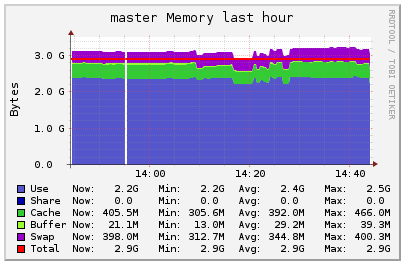 master Memory last hour
RRDTOOL / TOBI OETIKER
Bytes
3.0 G
2.0 G
1.0 G
0.0
14:00 14:20 14:40
Use Now: 2.2G Min: 2.2G Avg: 2.4G Max: 2.5G
Share Now: 0.0 Min: 0.0 Avg: 0.0 Max: 0.0
Cache Now: 405.5M Min: 305.6M Avg: 392.0M Max: 466.0M
Buffer Now: 21.1M Min: 13.0M Avg: 29.2M Max: 39.3M
Swap Now: 398.0M Min: 312.7M Avg: 344.8M Max: 400.3M
Total Now: 2.9G Min: 2.9G Avg: 2.9G Max: 2.9G